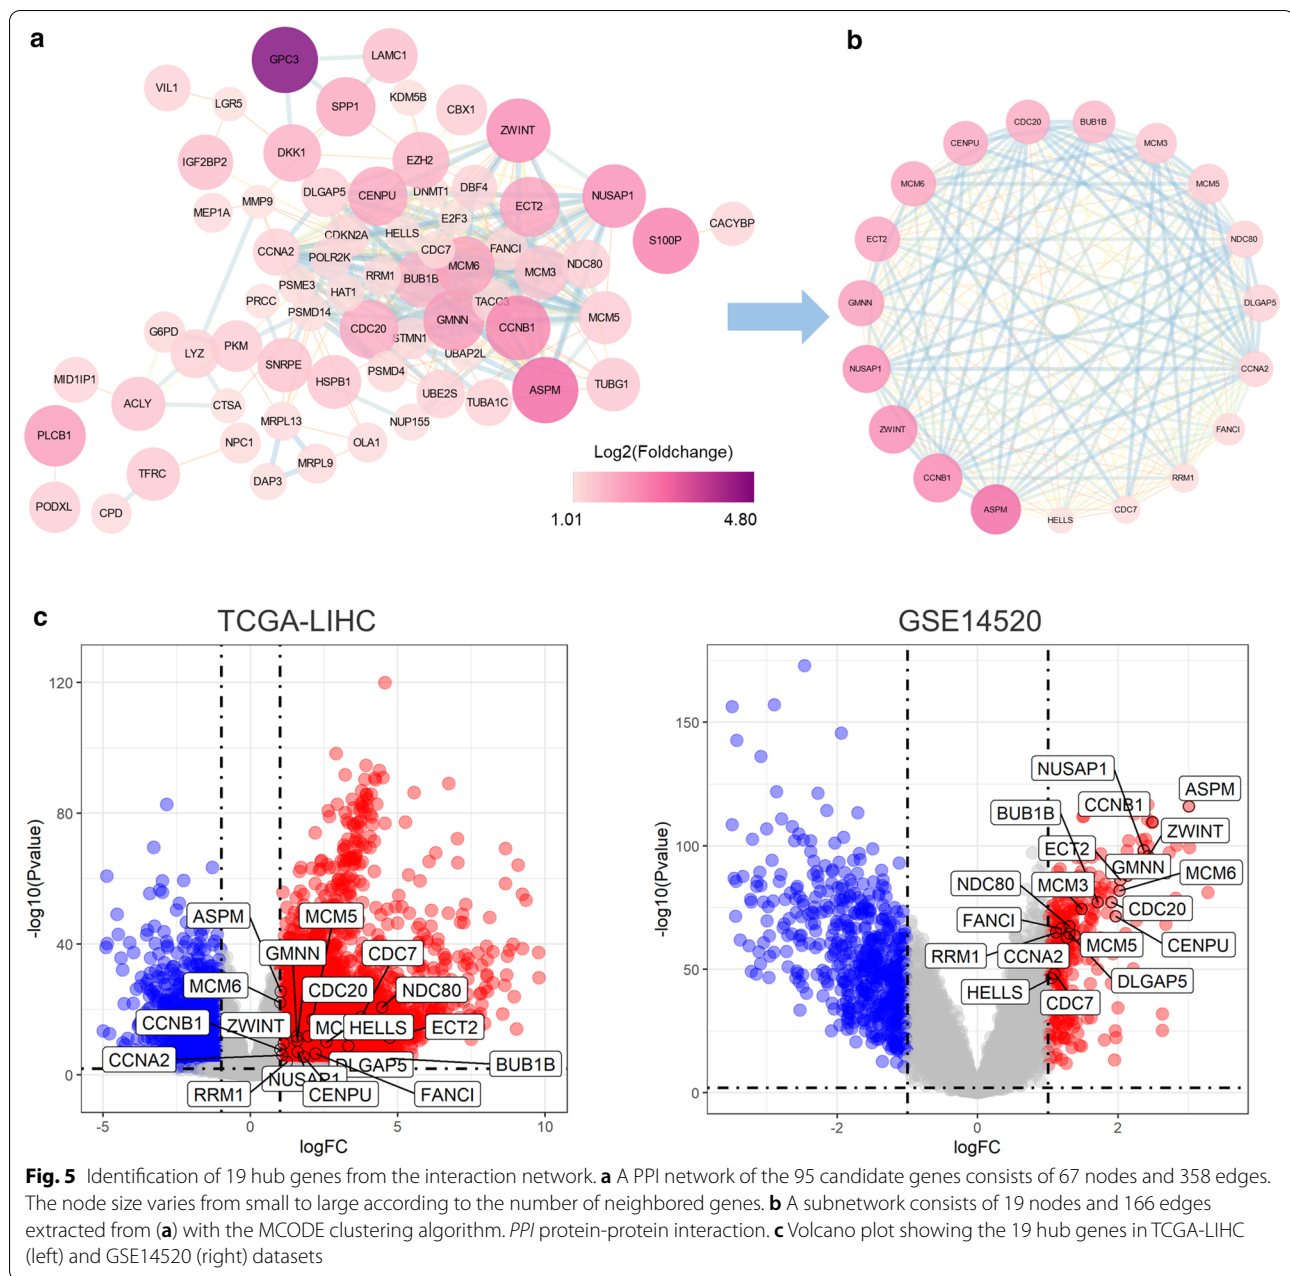 a
b
GPC3
LAMC1
VIL1
LGR5
SPP1
KDM5B
CBX1
ZWINT
IGF2BP2
DKK1
EZH2
MEP1A
MMP9
DLGAP5
CENPU
DNMT1
DBF4
ECT2
NUSAP1
E2F3
S100P
CACYBP
CDKN2A
HELLS
CCNA2
POLR2K
CDC7
FANCI
NDC80
RRM1
BUB1B
MCM6
MCM3
PSME3
HAT1
PRCC
PSMD14
TACC3
MCM5
G6PD
CDC20
GMNN
CCNB1
STMN1
LYZ
PKM
SNRPE
UBAP2L
PSMD4
HSPB1
MID1IP1
ACLY
CTSA
UBE2S
TUBA1C
ASPM
TUBG1
PLCB1
MRPL13
NUP155
NPC1
OLA1
TFRC
MRPL9
DAP3
PODXL
CPD
Log2(Foldchange)
1.01
4.80
CDC20
BUB1B
CENPU
MCM3
MCM6
MCM5
ECT2
NDC80
GMNN
DLGAP5
NUSAP1
CCNA2
ZWINT
FANCI
CCNB1
RRM1
ASPM
HELLS
CDC7
c
TCGA-LIHC
-log10(Pvalue)
120
80
40
0
ASPM
MCM5
GMNN
CDC7
MCM6
CDC20
NDC80
CCNB1
ZWINT
MC
HELLS
ECT2
CCNA2
DLGAP5
BUB1B
NUSAP1
RRM1
CENPU
FANCI
-5
0
5
10
logFC
GSE14520
-log10(Pvalue)
150
100
50
0
NUSAP1
ASPM
CCNB1
BUB1B
ZWINT
ECT2
GMNN
MCM6
NDC80
MCM3
CDC20
FANCI
CENPU
RRM1
CCNA2
MCM5
DLGAP5
HELLS
CDC7
-2
0
2
logFC
Fig. 5 Identification of 19 hub genes from the interaction network. a A PPI network of the 95 candidate genes consists of 67 nodes and 358 edges.
The node size varies from small to large according to the number of neighbored genes. b A subnetwork consists of 19 nodes and 166 edges
extracted from (a) with the MCODE clustering algorithm. PPI protein-protein interaction. c Volcano plot showing the 19 hub genes in TCGA-LIHC
(left) and GSE14520 (right) datasets